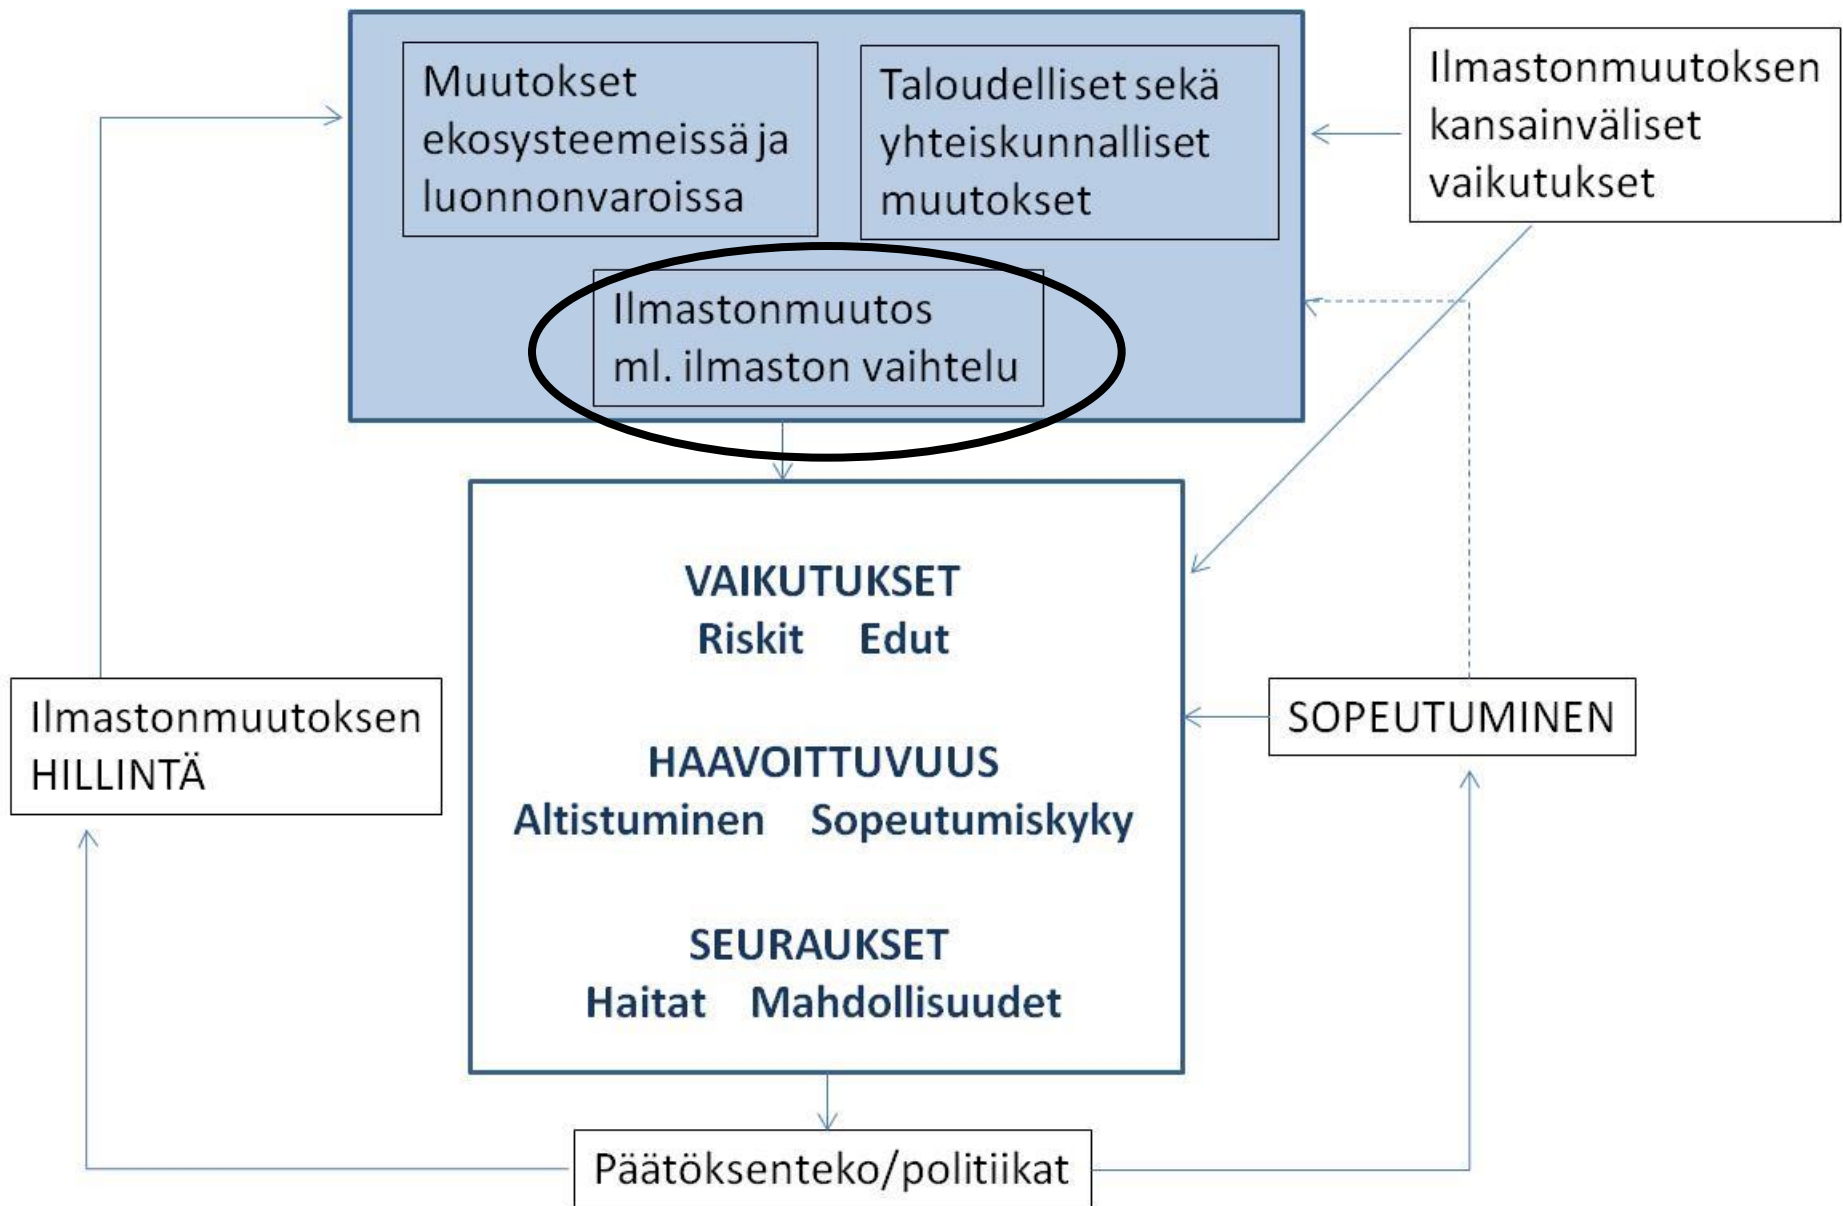 Muutokset
ekosysteemeissä ja
luonnonvaroissa
Taloudelliset sekä
yhteiskunnalliset
muutokset
Ilmastonmuutoksen
kansainväliset
vaikutukset
Ilmastonmuutos
ml. ilmaston vaihtelu
VAIKUTUKSET
Riskit Edut
HAAVOITTUVUUS
Altistuminen Sopeutumiskyky
SEURAUKSET
Haitat Mahdollisuudet
Ilmastonmuutoksen
HILLINTÄ
SOPEUTUMINEN
Päätöksenteko/politiikat